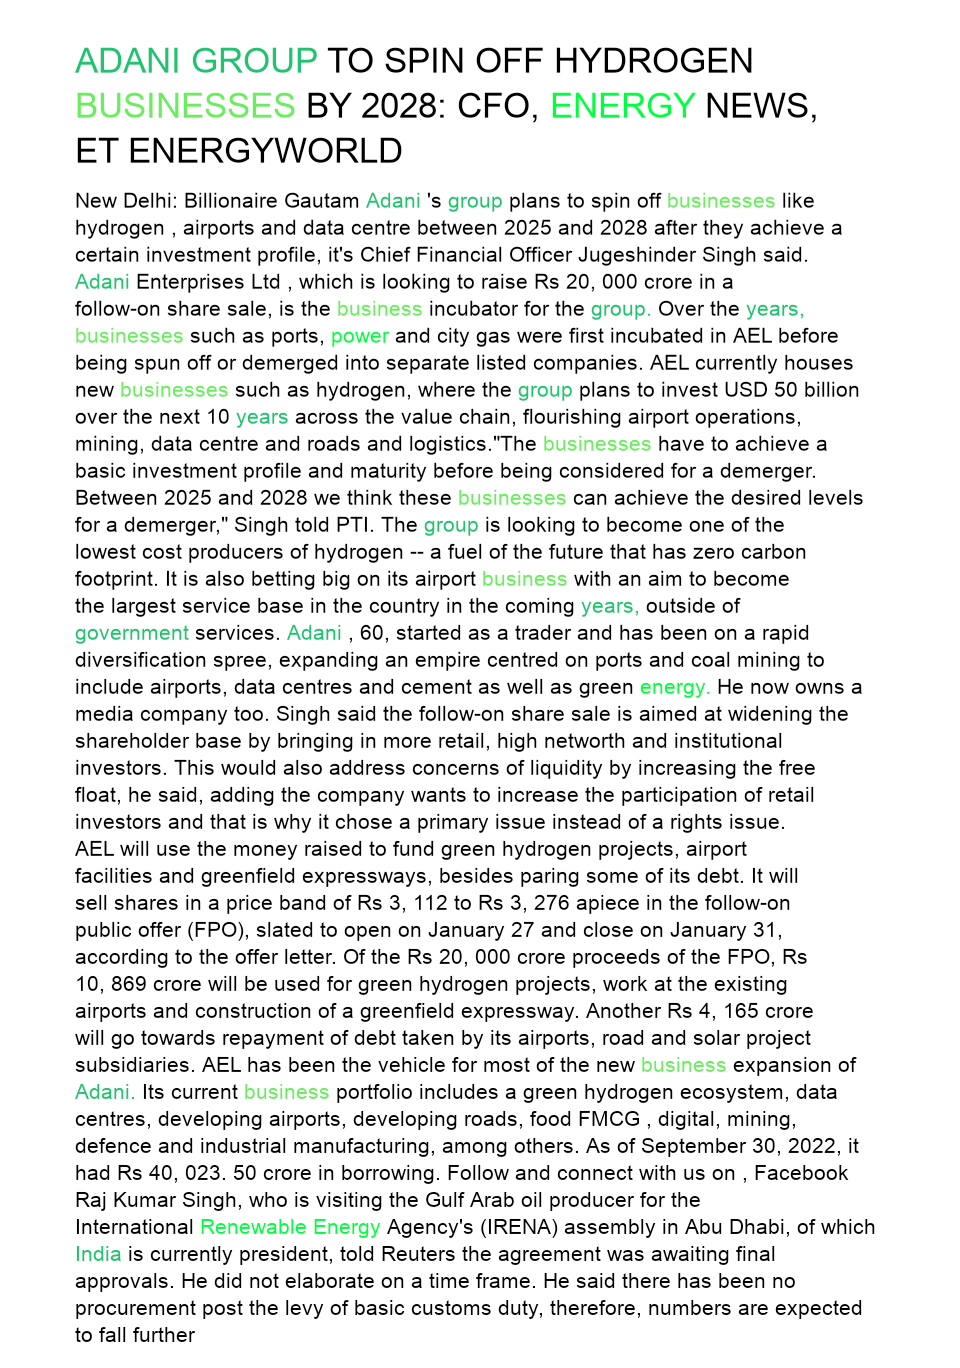 ADANI GROUP TO SPIN OFF HYDROGEN
BUSINESSES BY 2028: CFO, ENERGY NEWS,
ET ENERGYWORLD
New Delhi: Billionaire Gautam Adani 's group plans to spin off businesses like
hydrogen , airports and data centre between 2025 and 2028 after they achieve a
certain investment profile, it's Chief Financial Officer Jugeshinder Singh said.
Adani Enterprises Ltd , which is looking to raise Rs 20, 000 crore in a
follow-on share sale, is the business incubator for the group. Over the years,
businesses such as ports, power and city gas were first incubated in AEL before
being spun off or demerged into separate listed companies. AEL currently houses
new businesses such as hydrogen, where the group plans to invest USD 50 billion
over the next 10 years across the value chain, flourishing airport operations,
mining, data centre and roads and logistics."The businesses have to achieve a
basic investment profile and maturity before being considered for a demerger.
Between 2025 and 2028 we think these businesses can achieve the desired levels
for a demerger," Singh told PTI. The group is looking to become one of the
lowest cost producers of hydrogen -- a fuel of the future that has zero carbon
footprint. It is also betting big on its airport business with an aim to become
the largest service base in the country in the coming years, outside of
government services. Adani , 60, started as a trader and has been on a rapid
diversification spree, expanding an empire centred on ports and coal mining to
include airports, data centres and cement as well as green energy. He now owns a
media company too. Singh said the follow-on share sale is aimed at widening the
shareholder base by bringing in more retail, high networth and institutional
investors. This would also address concerns of liquidity by increasing the free
float, he said, adding the company wants to increase the participation of retail
investors and that is why it chose a primary issue instead of a rights issue.
AEL will use the money raised to fund green hydrogen projects, airport
facilities and greenfield expressways, besides paring some of its debt. It will
sell shares in a price band of Rs 3, 112 to Rs 3, 276 apiece in the follow-on
public offer (FPO), slated to open on January 27 and close on January 31,
according to the offer letter. Of the Rs 20, 000 crore proceeds of the FPO, Rs
10, 869 crore will be used for green hydrogen projects, work at the existing
airports and construction of a greenfield expressway. Another Rs 4, 165 crore
will go towards repayment of debt taken by its airports, road and solar project
subsidiaries. AEL has been the vehicle for most of the new business expansion of
Adani. Its current business portfolio includes a green hydrogen ecosystem, data
centres, developing airports, developing roads, food FMCG , digital, mining,
defence and industrial manufacturing, among others. As of September 30, 2022, it
had Rs 40, 023. 50 crore in borrowing. Follow and connect with us on , Facebook
Raj Kumar Singh, who is visiting the Gulf Arab oil producer for the
International Renewable Energy Agency's (IRENA) assembly in Abu Dhabi, of which
India is currently president, told Reuters the agreement was awaiting final
approvals. He did not elaborate on a time frame. He said there has been no
procurement post the levy of basic customs duty, therefore, numbers are expected
to fall further